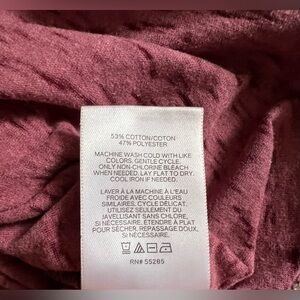 53% COTTON/COTON
47% POLYESTER
MACHINE WASH COLD WITH LIKE
COLORS. GENTLE CYCLE.
ONLY NON-CHLORINE BLEACH
WHEN NEEDED. LAY FLAT TO DRY.
COOL IRON IF NEEDED.
LAVER À LA MACHINE À L'EAU
FROIDE AVEC COULEURS
SIMILAIRES, CYCLE DÉLICAT.
UTILISEZ SEULEMENT DU
JAVELLISANT SANS CHLORE,
SI NÉCESSAIRE. ÉTENDRE À PLAT
POUR SÉCHER. REPASSAGE DOUX,
SI NÉCESSAIRE.
RN# 55285